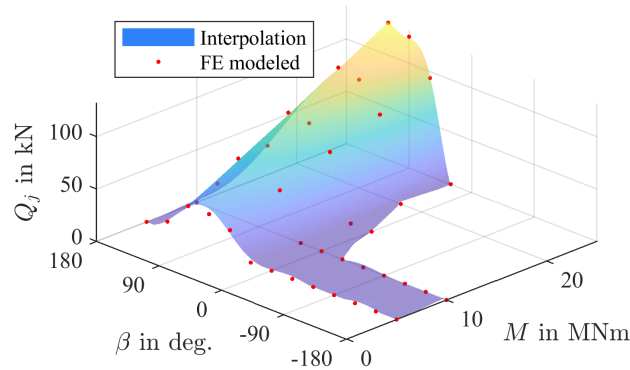 Interpolation
FE modeled
Q_j in kN
100
50
0
180
90
0
-90
-180
β in deg.
0
10
20
M in MNm